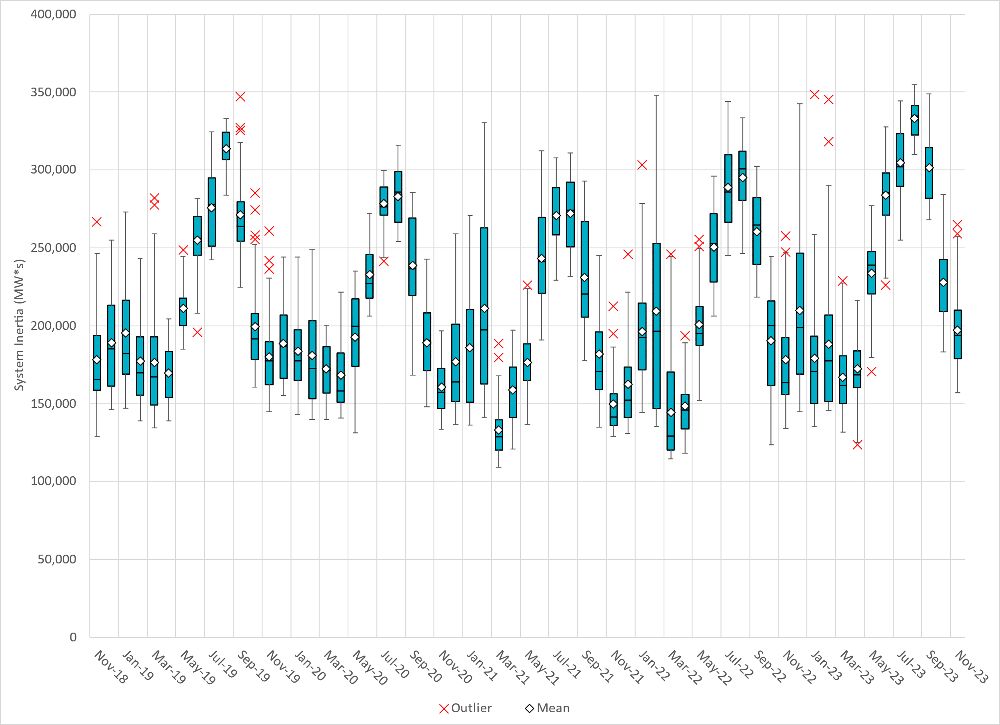 400,000
350,000
300,000
250,000
200,000
150,000
100,000
50,000
0
System Inertia (MW*s)
Nov-18
Jan-19
Mar-19
May-19
Jul-19
Sep-19
Nov-19
Jan-20
Mar-20
May-20
Jul-20
Sep-20
Nov-20
Jan-21
Mar-21
May-21
Jul-21
Sep-21
Nov-21
Jan-22
Mar-22
May-22
Jul-22
Sep-22
Nov-22
Jan-23
Mar-23
May-23
Jul-23
Sep-23
Nov-23
Outlier Mean